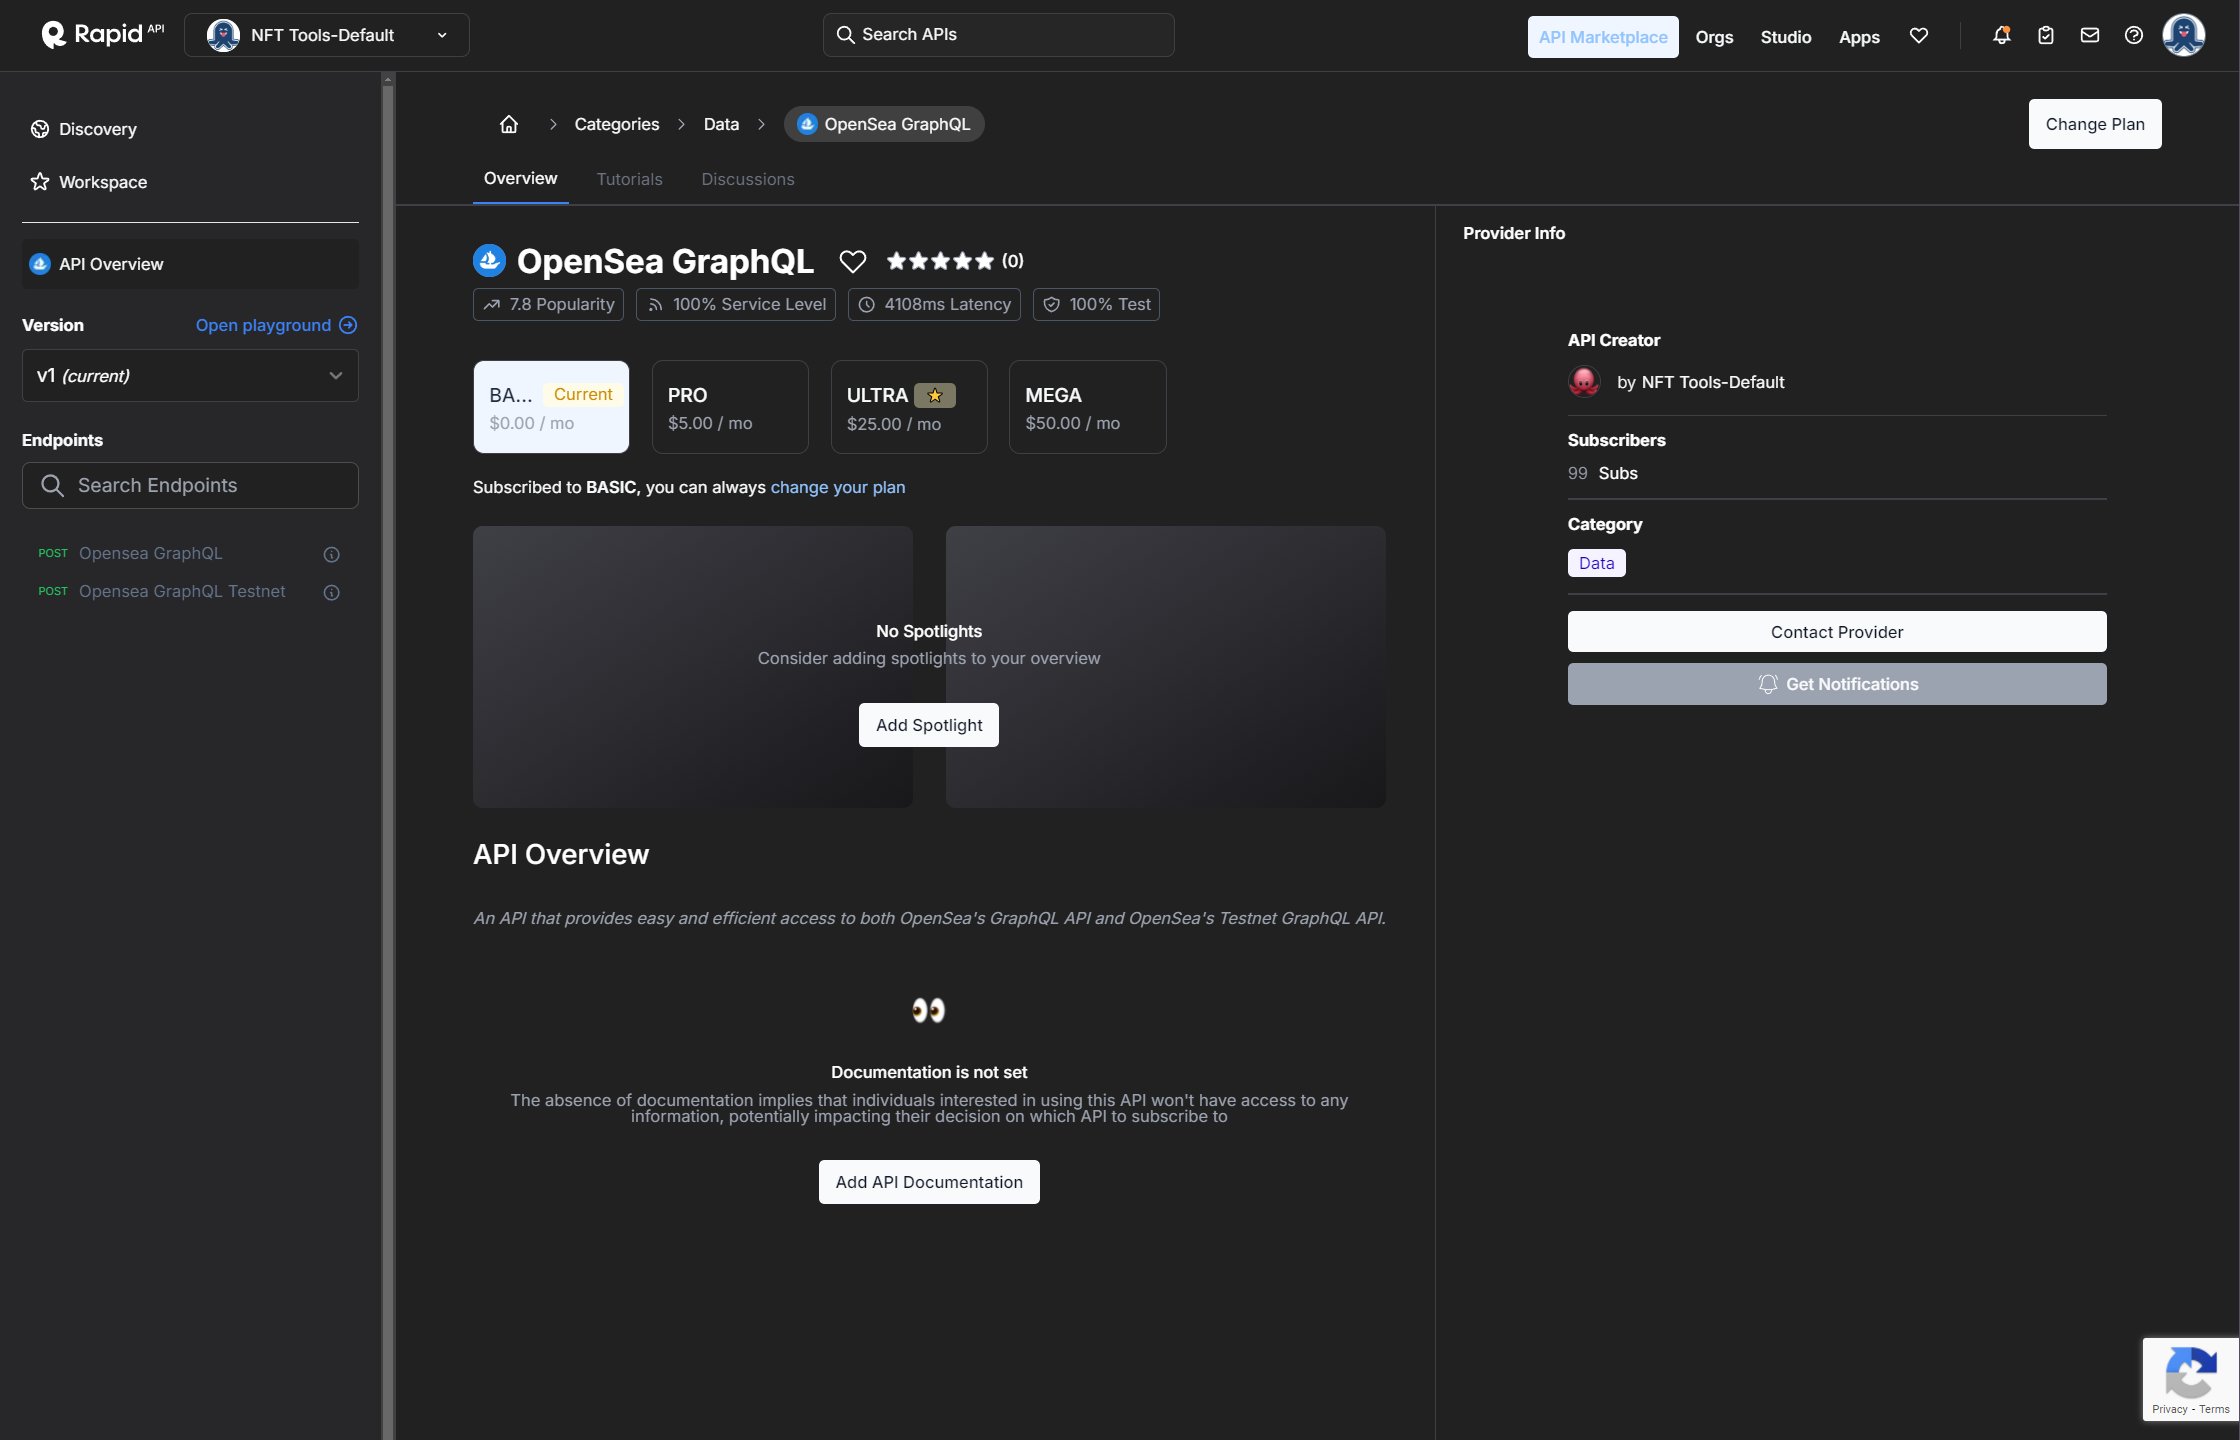 Rapid API
NFT Tools-Default
Search APIs
API Marketplace
Orgs
Studio
Apps
Discovery
Workspace
API Overview
Version
Open playground
v1 (current)
Endpoints
Search Endpoints
POST Opensea GraphQL
POST Opensea GraphQL Testnet
Categories
Data
OpenSea GraphQL
Change Plan
Overview
Tutorials
Discussions
OpenSea GraphQL
(0)
7.8 Popularity
100% Service Level
4108ms Latency
100% Test
BA... Current
$0.00 / mo
PRO
$5.00 / mo
ULTRA
$25.00 / mo
MEGA
$50.00 / mo
Subscribed to BASIC, you can always change your plan
No Spotlights
Consider adding spotlights to your overview
Add Spotlight
API Overview
An API that provides easy and efficient access to both OpenSea's GraphQL API and OpenSea's Testnet GraphQL API.
Documentation is not set
The absence of documentation implies that individuals interested in using this API won't have access to any
information, potentially impacting their decision on which API to subscribe to
Add API Documentation
Provider Info
API Creator
by NFT Tools-Default
Subscribers
99 Subs
Category
Data
Contact Provider
Get Notifications
Privacy - Terms